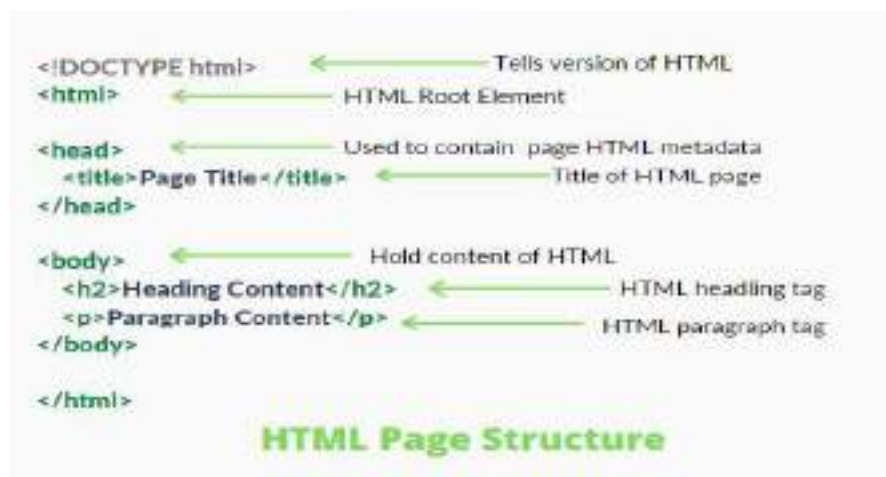 <!DOCTYPE html> Tells version of HTML
<html> HTML Root Element
<head> Used to contain page HTML metadata
<title>Page Title</title> Title of HTML page
</head>
<body> Hold content of HTML
<h2>Heading Content</h2> HTML headling tag
<p>Paragraph Content</p> HTML paragraph tag
</body>
</html>
HTML Page Structure